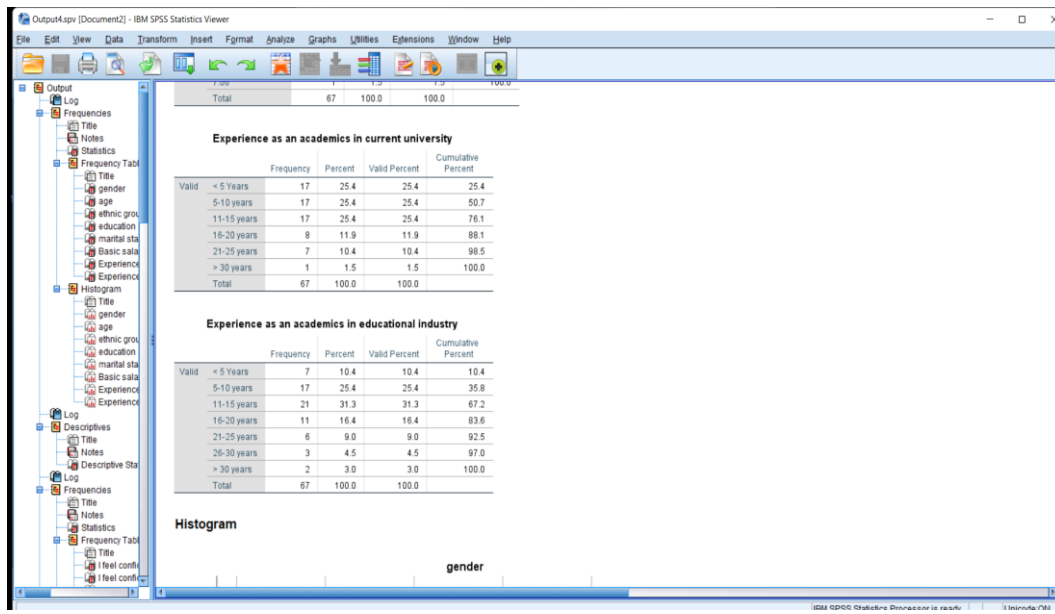 Output4.spv [Document2] - IBM SPSS Statistics Viewer
File Edit View Data Transform Insert Format Analyze Graphs Utilities Extensions Window Help
Output
Log
Frequencies
Title
Notes
Statistics
Frequency Tabl
Title
gender
age
ethnic grou
education
marital sta
Basic sala
Experience
Experience
Histogram
Title
gender
age
ethnic grou
education
marital sta
Basic sala
Experience
Experience
Log
Descriptives
Title
Notes
Descriptive Sta
Log
Frequencies
Title
Notes
Statistics
Frequency Tabl
Title
I feel confid
I feel confid
7.00 1 1.5 1.5 100.0
Total 67 100.0 100.0
Experience as an academics in current university
Frequency Percent Valid Percent Cumulative
Percent
Valid < 5 Years 17 25.4 25.4 25.4
5-10 years 17 25.4 25.4 50.7
11-15 years 17 25.4 25.4 76.1
16-20 years 8 11.9 11.9 88.1
21-25 years 7 10.4 10.4 98.5
> 30 years 1 1.5 1.5 100.0
Total 67 100.0 100.0
Experience as an academics in educational industry
Frequency Percent Valid Percent Cumulative
Percent
Valid < 5 Years 7 10.4 10.4 10.4
5-10 years 17 25.4 25.4 35.8
11-15 years 21 31.3 31.3 67.2
16-20 years 11 16.4 16.4 83.6
21-25 years 6 9.0 9.0 92.5
26-30 years 3 4.5 4.5 97.0
> 30 years 2 3.0 3.0 100.0
Total 67 100.0 100.0
Histogram
gender
IBM SPSS Statistics Processor is ready Unicode:ON